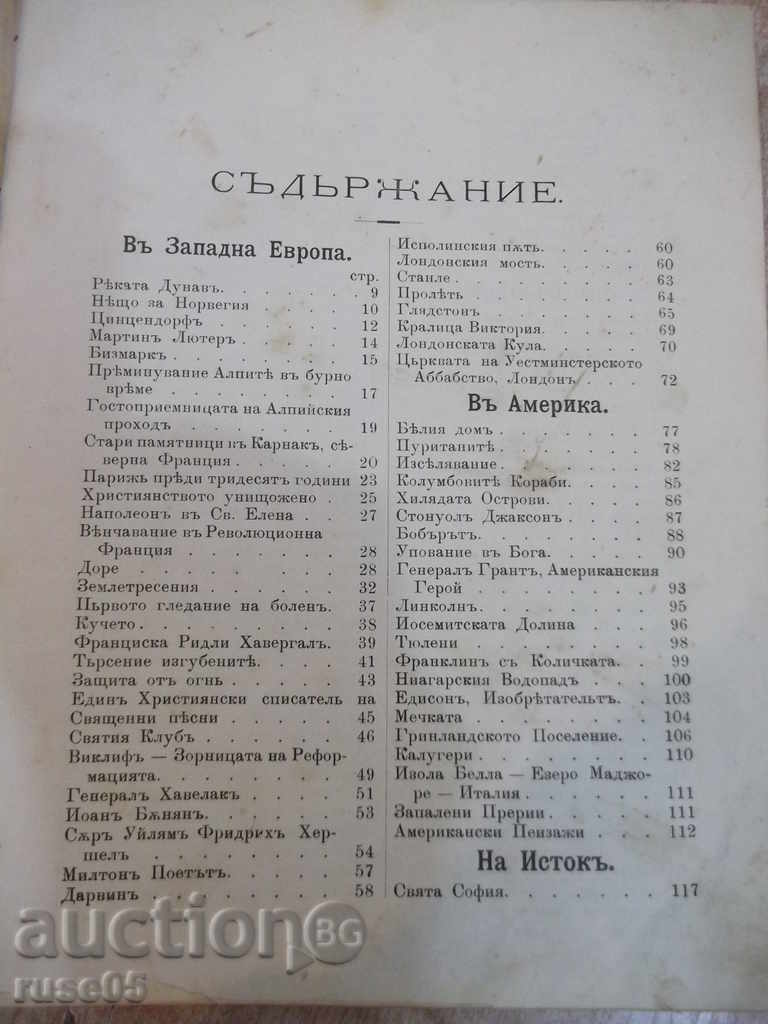 СЪДЬРЖАНИЕ.
Въ Западна Европа.
стр.
Рѣката Дунавъ. . . . . . . . 9
Нѣщо за Норвегия . . . . . 10
Цинцендорфъ . . . . . . . 12
Мартинъ Лютеръ . . . . . . 14
Бизмаркъ . . . . . . . . 15
Прѣминувание Алпитѣ въ бурно
врѣме . . . . . . . . 17
Гостоприемницата на Алпийския
проходъ . . . . . . . 19
Стари паметници въ Карнакъ, сѣ-
верна Франция . . . . . 20
Парижъ прѣди тридесятъ години 23
Християнството унищожено . . 25
Наполеонъ въ Св. Елена . . 27
Вѣнчавание въ Революционна
Франция . . . . . . . 28
Доре . . . . . . . . . 28
Землетресения . . . . . . 32
Първото гледание на боленъ. 37
Кучето . . . . . . . . . 38
Франциска Ридли Хавергалъ. 39
Търсение изгубенитѣ. . . . 41
Защита отъ огнь . . . . . 43
Единъ Християнски списатель на
Священни пѣсни . . . . 45
Святия Клубъ . . . . . . 46
Виклифъ — Зорницата на Рефор-
мацията. . . . . . . . 49
Генералъ Хавелакъ . . . . 51
Иоанъ Бѫнянъ. . . . . . . 53
Сѫръ Уйлямъ Фридрихъ Хер-
шелъ . . . . . . . . 54
Милтонъ Поетътъ. . . . . . 57
Дарвинъ . . . . . . . . 58
Исполинския пѫть. . . . . 60
Лондонския мостъ. . . . . 60
Станле . . . . . . . . . 63
Пролѣть . . . . . . . . 64
Глядстонъ . . . . . . . 65
Кралица Виктория. . . . . 69
Лондонската Кула. . . . . 70
Църквата на Уестминстерското
Аббабство, Лондонъ . . . 72
Въ Америка.
Бѣлия домъ . . . . . . . 77
Пуританитѣ . . . . . . . 78
Изсѣлявание . . . . . . . 82
Колумбовитѣ Кораби. . . . 85
Хилядата Острови. . . . . 86
Стонуолъ Джаксонъ . . . . 87
Бобърътъ. . . . . . . . 88
Упование въ Бога. . . . . 90
Генералъ Грантъ, Американския
Герой . . . . . . . . 93
Линколнъ. . . . . . . . 95
Иосемитската Долина . . . 96
Тюлени . . . . . . . . . 98
Франклинъ съ Количката. . 99
Ниагарския Водопадъ . . . 100
Едисонъ, Изобрѣтательтъ. . 103
Мечката . . . . . . . . 104
Гринландското Поселение. . 106
Калугери . . . . . . . . 110
Изола Белла — Езеро Маджо-
ре — Италия . . . . . 111
Запалени Прерии . . . . . 111
Американски Пеизажи . . . 112
На Истокъ.
Свята София. . . . . . . 117
auction BG
ruse05